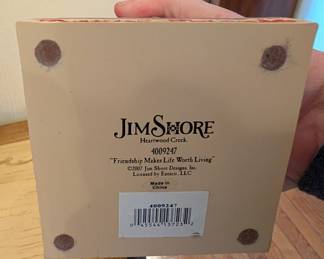 JIM SHORE
Heartwood Creek.
4009247
"Friendship Makes Life Worth Living"
©2007 Jim Shore Designs, Inc.
Licensed by Enesco, LLC
Made in
China
4009247